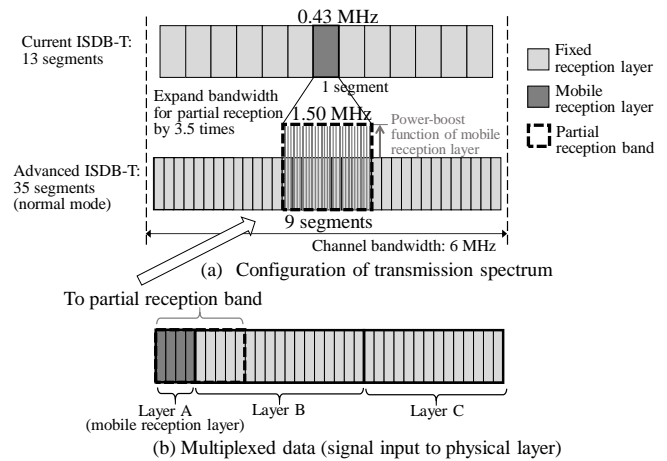 0.43 MHz
Current ISDB-T:
13 segments
1 segment
Expand bandwidth
for partial reception
by 3.5 times
1.50 MHz
Power-boost
function of mobile
reception layer
Fixed
reception layer
Mobile
reception layer
Partial
reception band
Advanced ISDB-T:
35 segments
(normal mode)
9 segments
Channel bandwidth: 6 MHz
(a) Configuration of transmission spectrum
To partial reception band
Layer A
(mobile reception layer)
Layer B
Layer C
(b) Multiplexed data (signal input to physical layer)